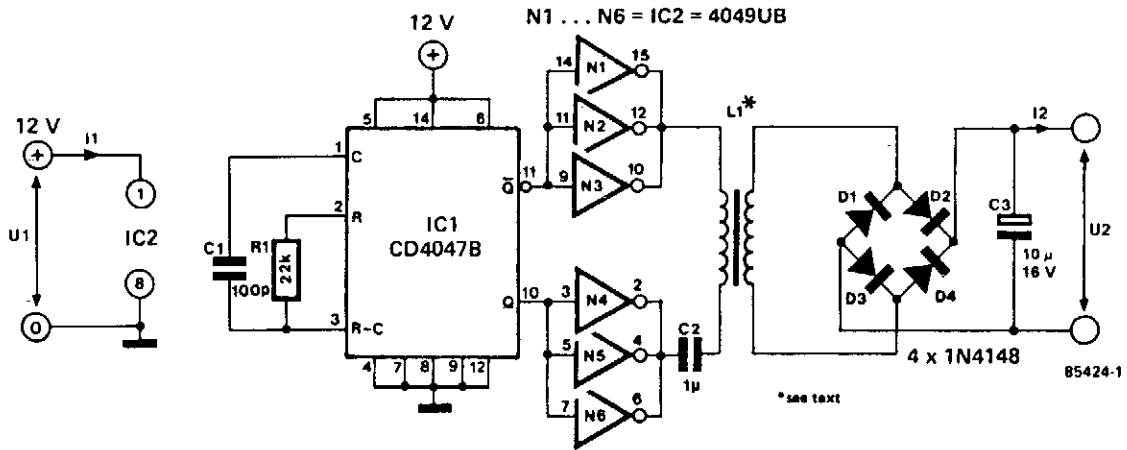 N1 . . . N6 = IC2 = 4049UB
12 V
+
12 V
+
I1
1
U1
IC2
8
0
C1
100p
R1
22k
5
14
6
1
C
2
R
3
R~C
IC1
CD4047B
Q̅
11
Q
10
4
7
8
9
12
14
N1
15
11
N2
12
9
N3
10
3
N4
2
5
N5
4
7
N6
6
C2
1µ
L1*
D1
D2
D3
D4
4 x 1N4148
C3
10 µ
16 V
I2
U2
85424-1
*see text